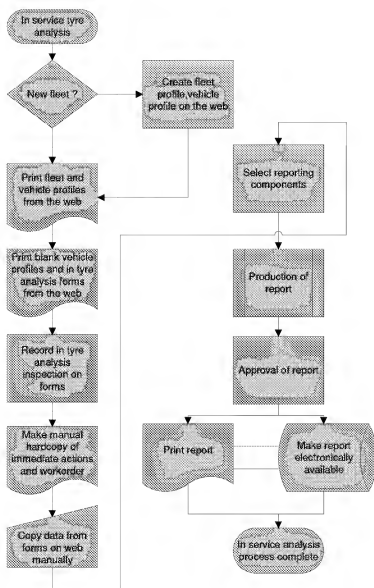 In service tyre
analysis
New fleet ?
Create fleet
profile,vehicle
profile on the web
Print fleet and
vehicle profiles
from the web
Print blank vehicle
profiles and in tyre
analysis forms
from the web
Record in tyre
analysis
inspection on
forms
Make manual
hardcopy of
immediate actions
and workorder
Copy data from
forms on web
manually
Select reporting
components
Production of
report
Approval of report
Print report
Make report
electronically
available
In service analysis
process complete